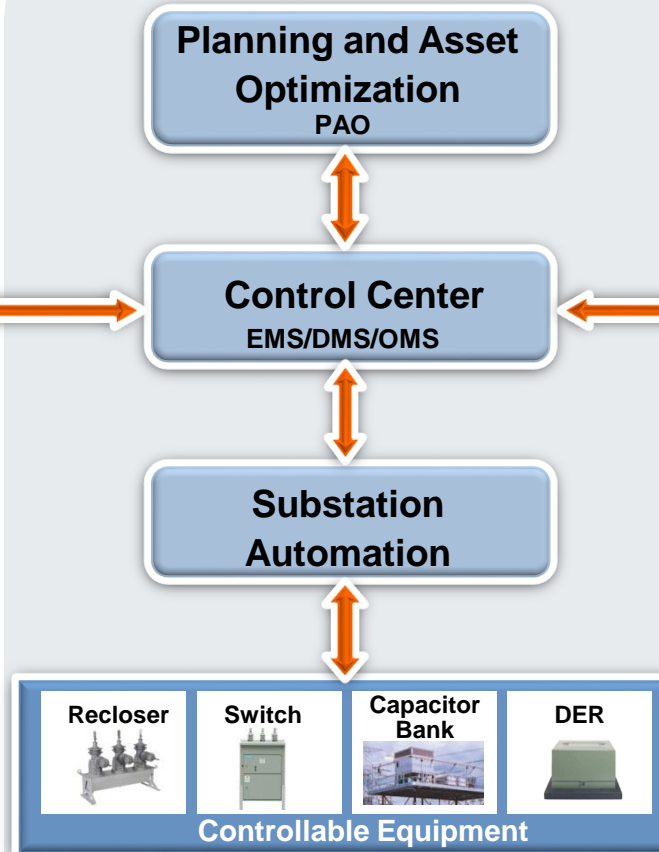 Planning and Asset
Optimization
PAO
Control Center
EMS/DMS/OMS
Substation
Automation
Recloser
Switch
Capacitor
Bank
DER
Controllable Equipment